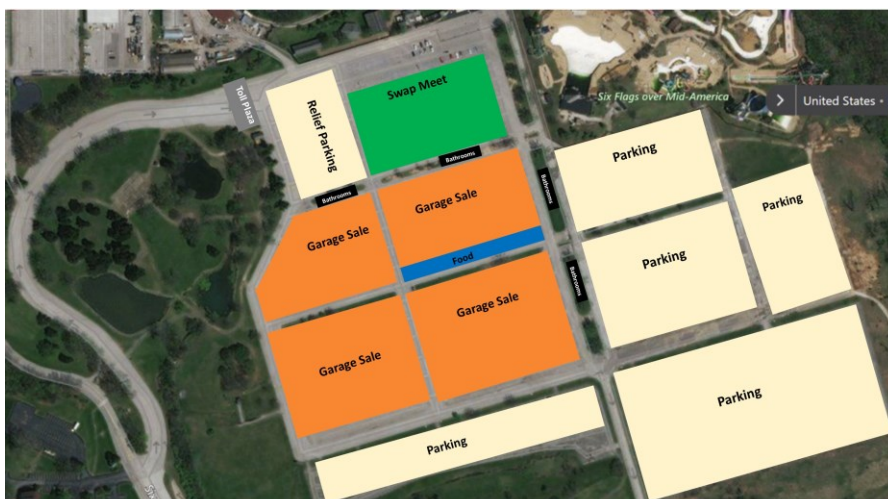 Toll Plaza
Relief Parking
Swap Meet
Six Flags over Mid-America
United States
Bathrooms
Bathrooms
Bathrooms
Bathrooms
Parking
Parking
Parking
Garage Sale
Garage Sale
Food
Garage Sale
Garage Sale
Parking
Parking